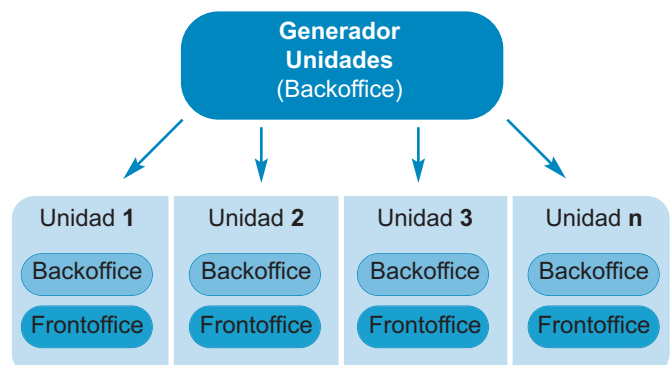 Generador
Unidades
(Backoffice)
Unidad 1
Unidad 2
Unidad 3
Unidad n
Backoffice
Backoffice
Backoffice
Backoffice
Frontoffice
Frontoffice
Frontoffice
Frontoffice